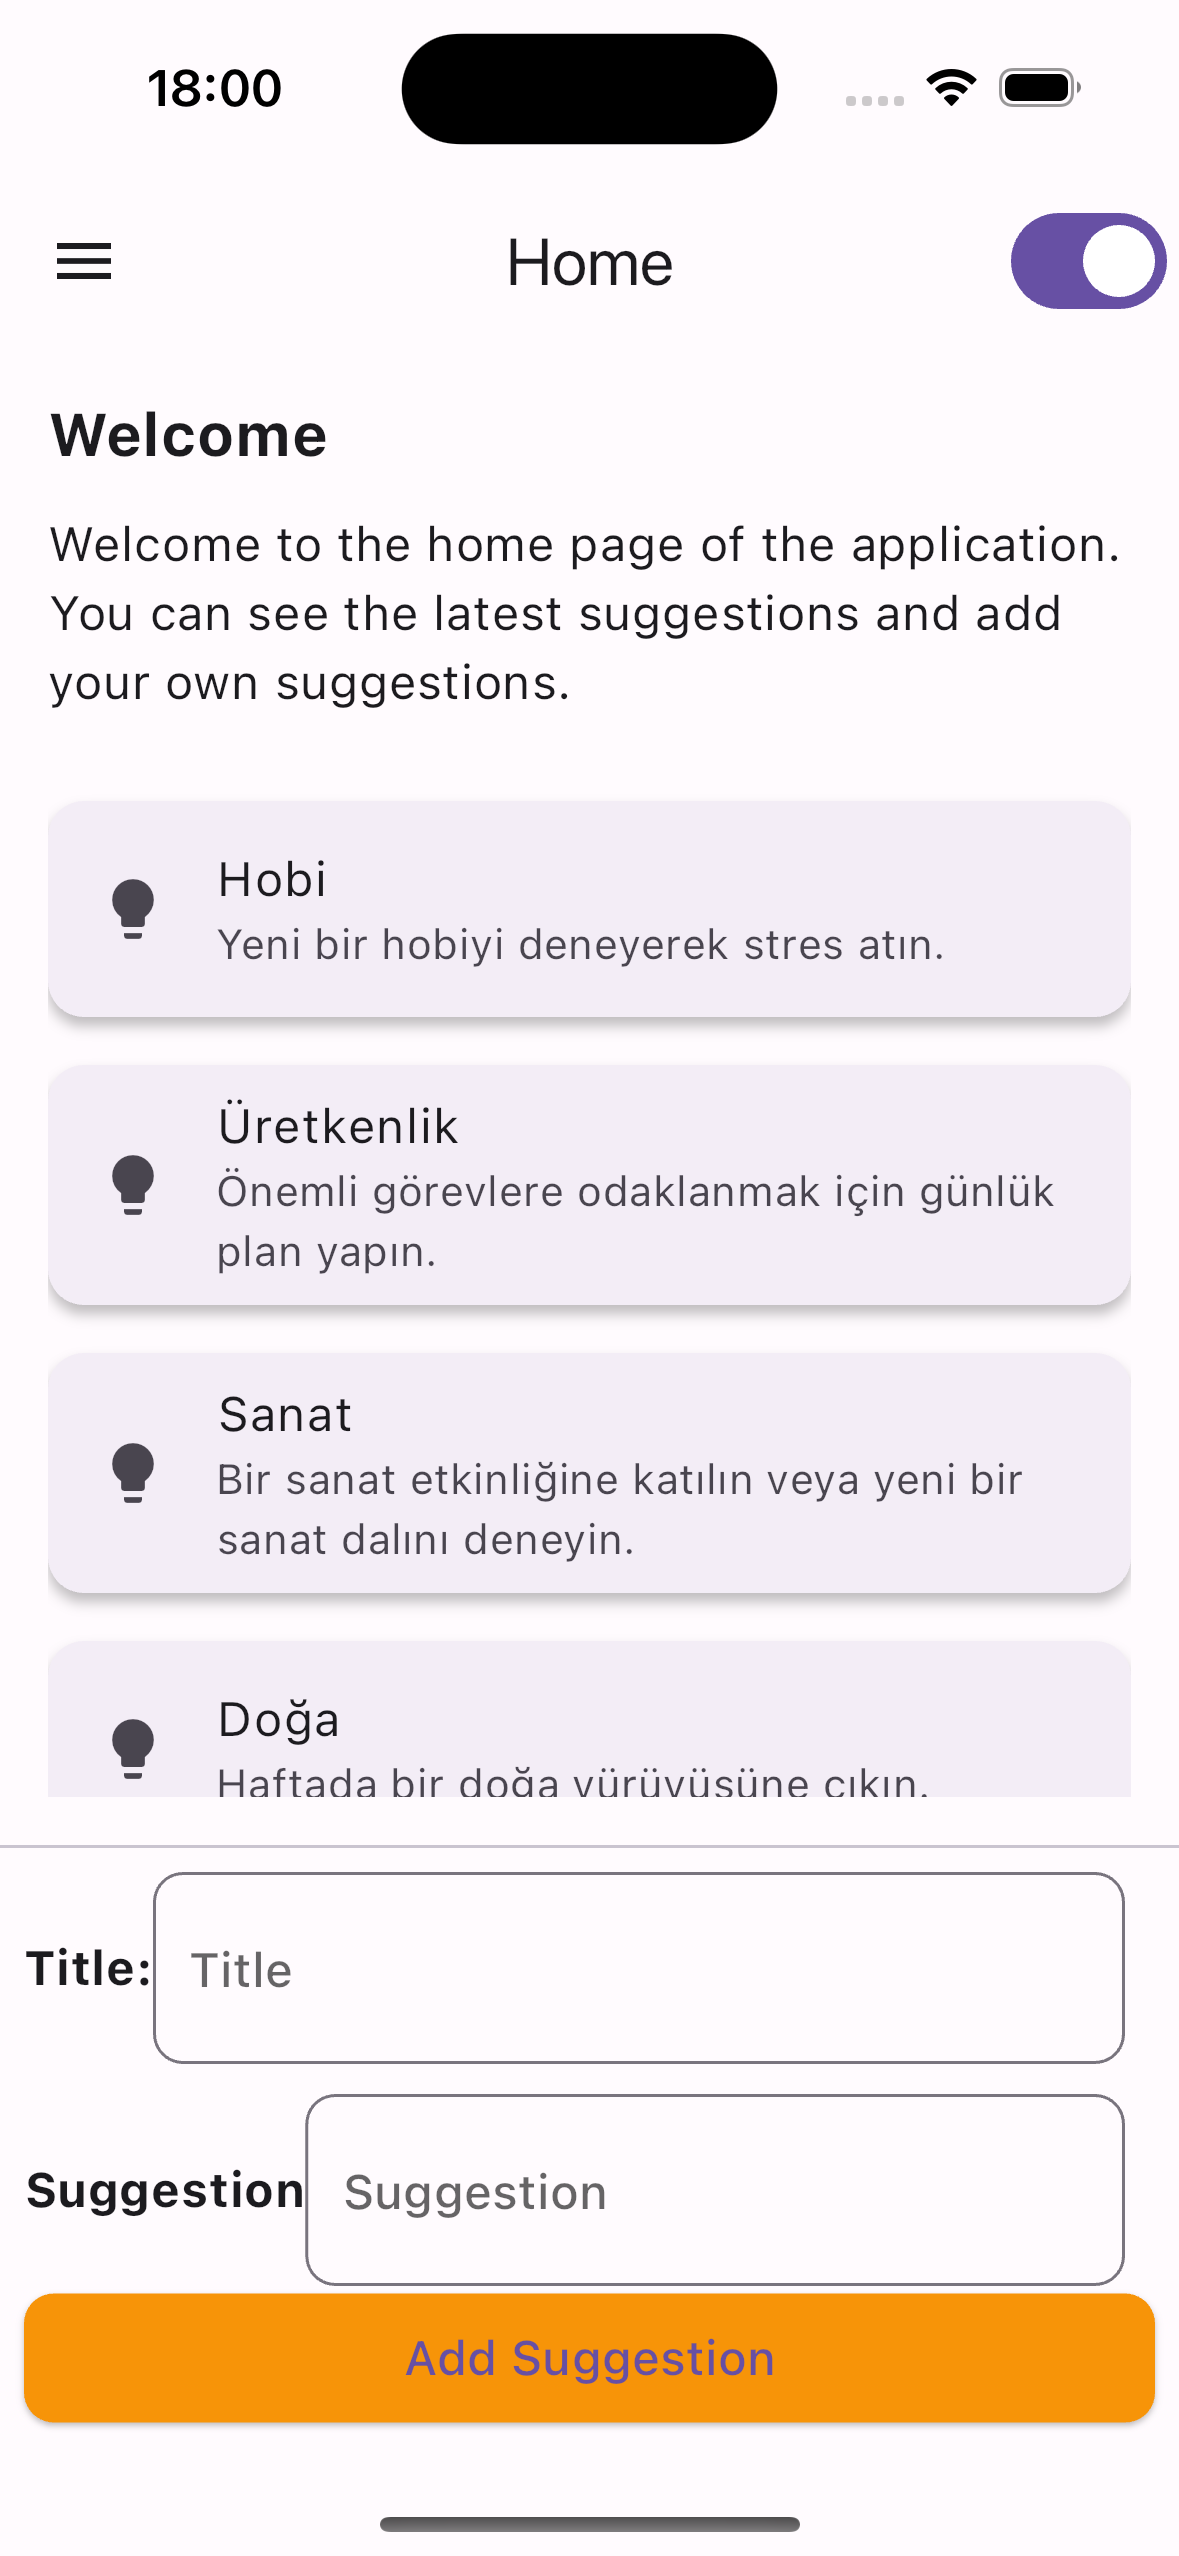 18:00
Home
Welcome
Welcome to the home page of the application.
You can see the latest suggestions and add
your own suggestions.
Hobi
Yeni bir hobiyi deneyerek stres atın.
Üretkenlik
Önemli görevlere odaklanmak için günlük
plan yapın.
Sanat
Bir sanat etkinliğine katılın veya yeni bir
sanat dalını deneyin.
Doğa
Haftada bir doğa yürüyüşüne çıkın.
Title:
Title
Suggestion
Suggestion
Add Suggestion